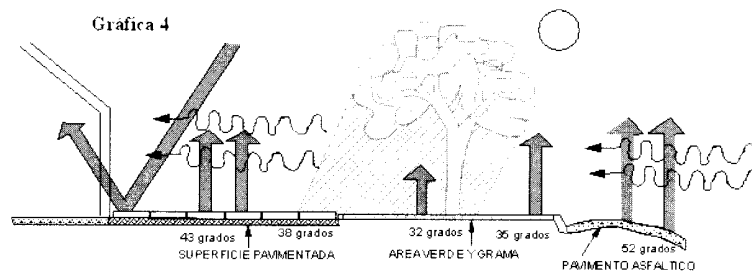 Gráfica 4
43 grados
38 grados
32 grados
35 grados
52 grados
SUPERFICIE PAVIMENTADA
AREA VERDE Y GRAMA
PAVIMENTO ASFALTICO